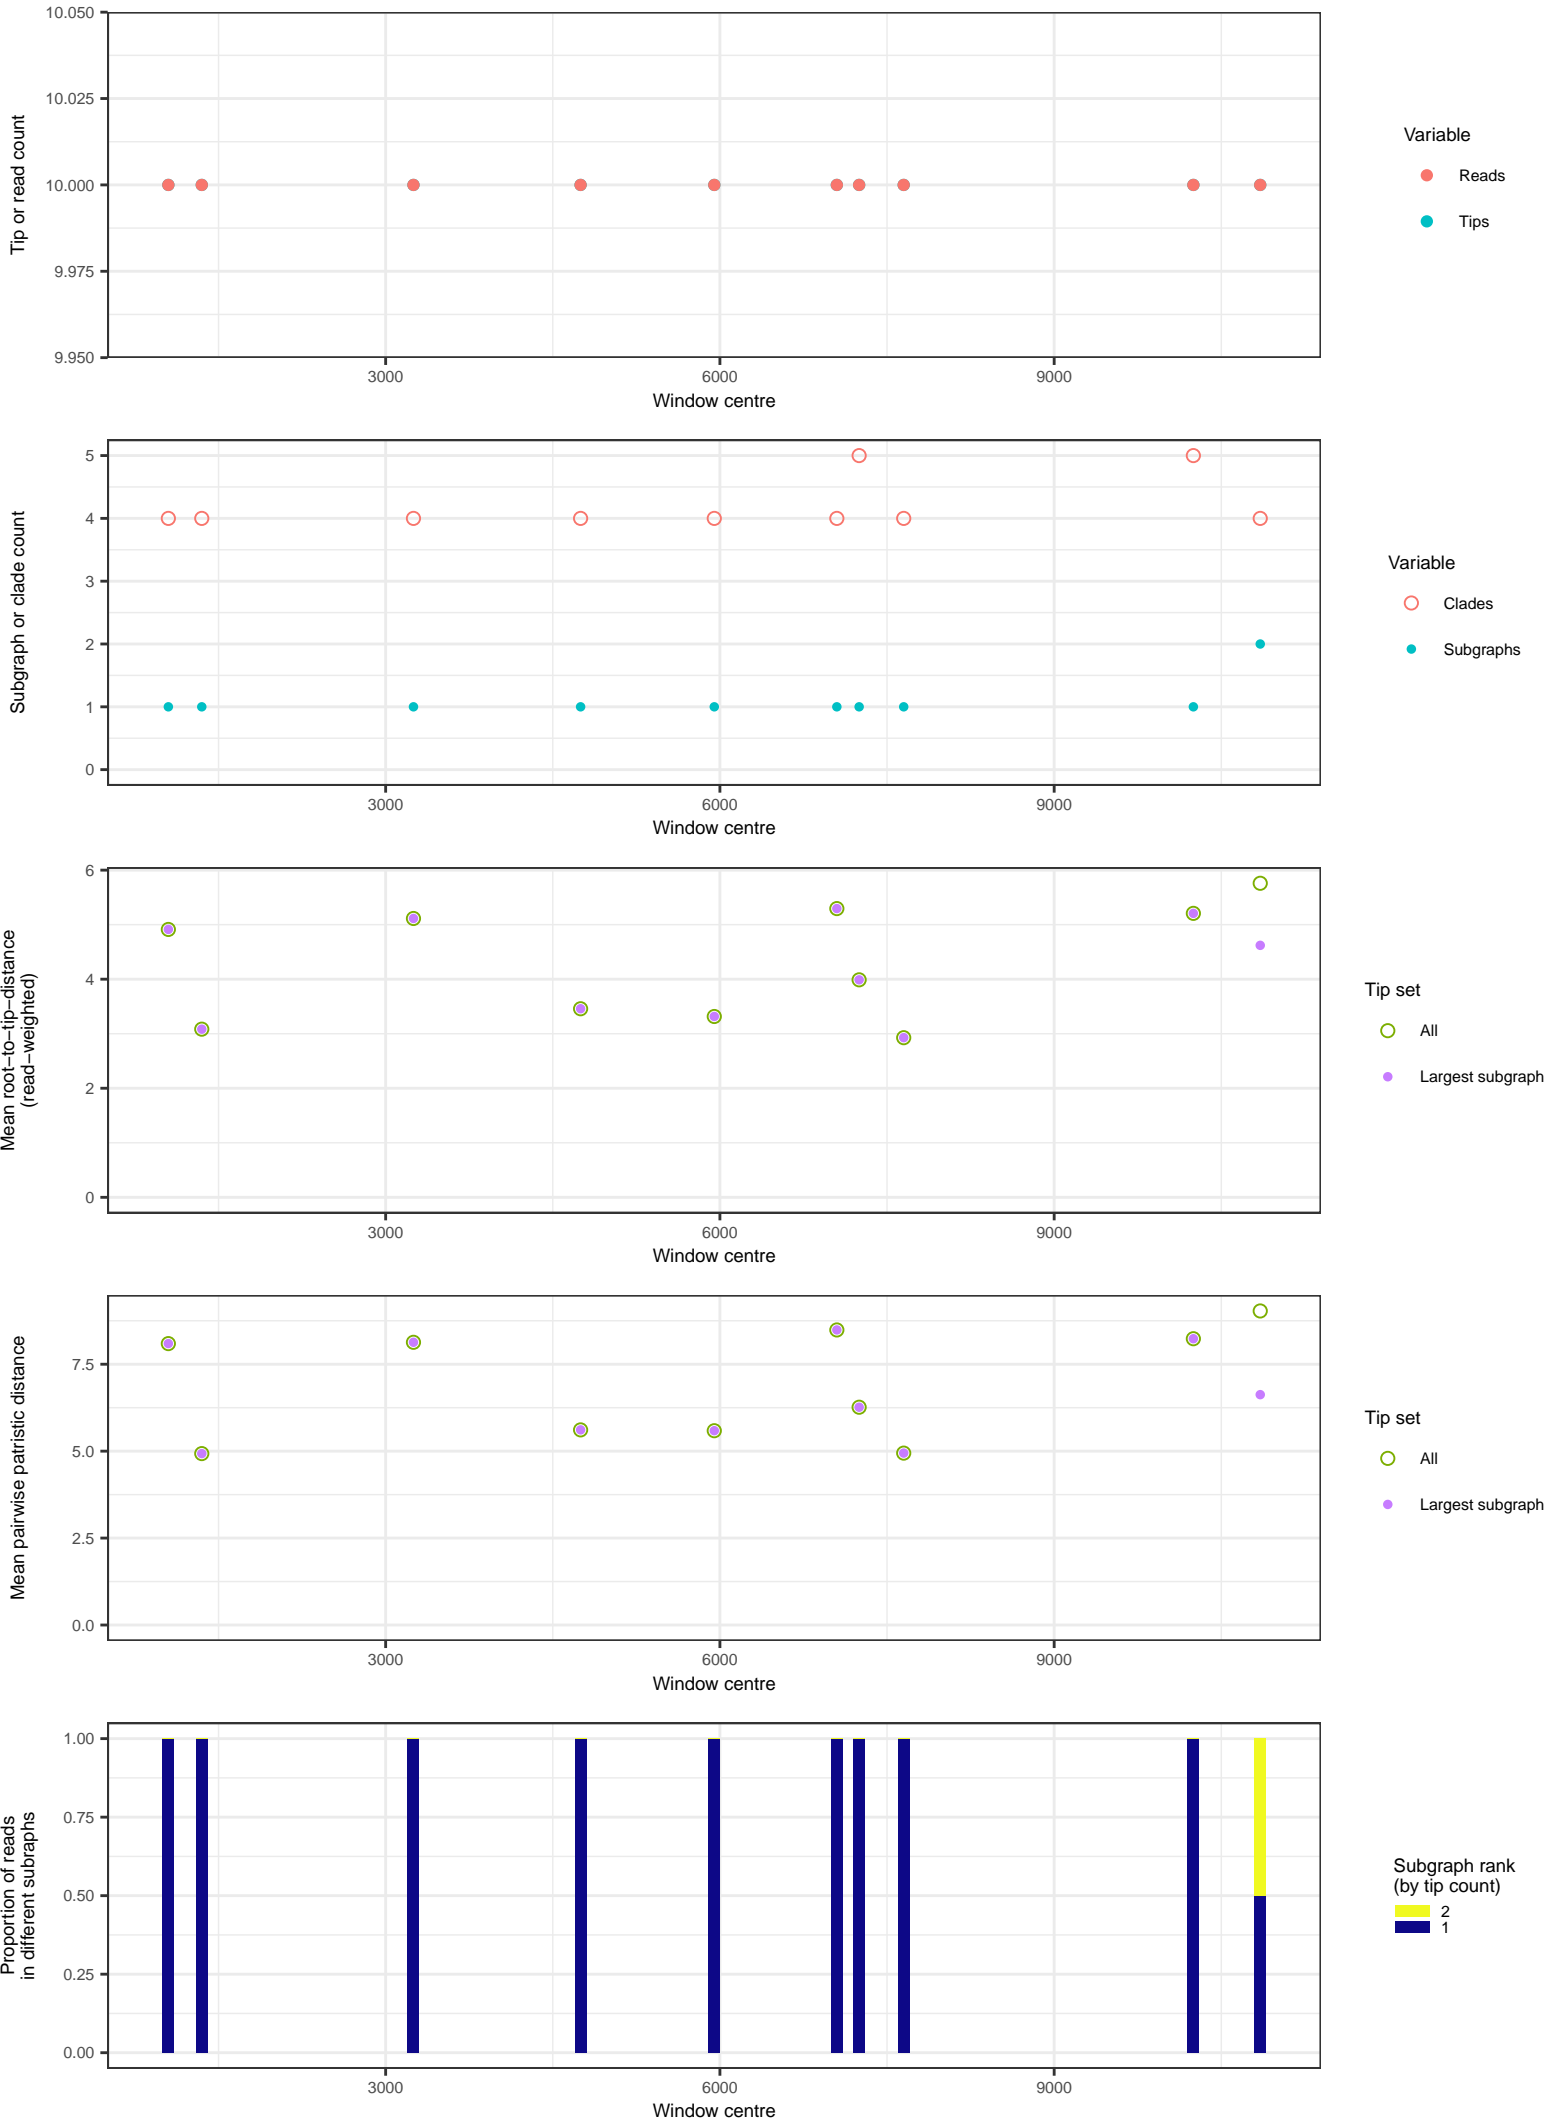 10.050
10.025
10.000
9.975
9.950
Tip or read count
3000 6000 9000
Window centre
Variable
Reads
Tips
5
4
3
2
1
0
Subgraph or clade count
3000 6000 9000
Window centre
Variable
Clades
Subgraphs
6
4
2
0
Mean root−to−tip−distance
(read−weighted)
3000 6000 9000
Window centre
Tip set
All
Largest subgraph
7.5
5.0
2.5
0.0
Mean pairwise patristic distance
3000 6000 9000
Window centre
Tip set
All
Largest subgraph
1.00
0.75
0.50
0.25
0.00
Proportion of reads
in different subraphs
3000 6000 9000
Window centre
Subgraph rank
(by tip count)
2
1